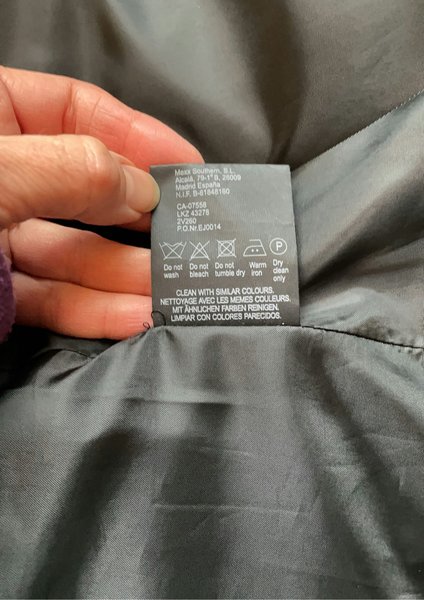 Mexx Southern, S.L.
Alcalá, 79-1º B, 28009
Madrid España
N.I.F. B-81848160
CA-07558
LKZ 43278
2V260
P.O.Nr.EJ0014
P
Do not wash
Do not bleach
Do not tumble dry
Warm iron
Dry clean only
CLEAN WITH SIMILAR COLOURS.
NETTOYAGE AVEC LES MEMES COULEURS.
MIT ÄHNLICHEN FARBEN REINIGEN.
LIMPIAR CON COLORES PARECIDOS.